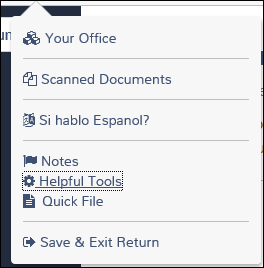 Your Office
Scanned Documents
Si hablo Espanol?
Notes
Helpful Tools
Quick File
Save & Exit Return